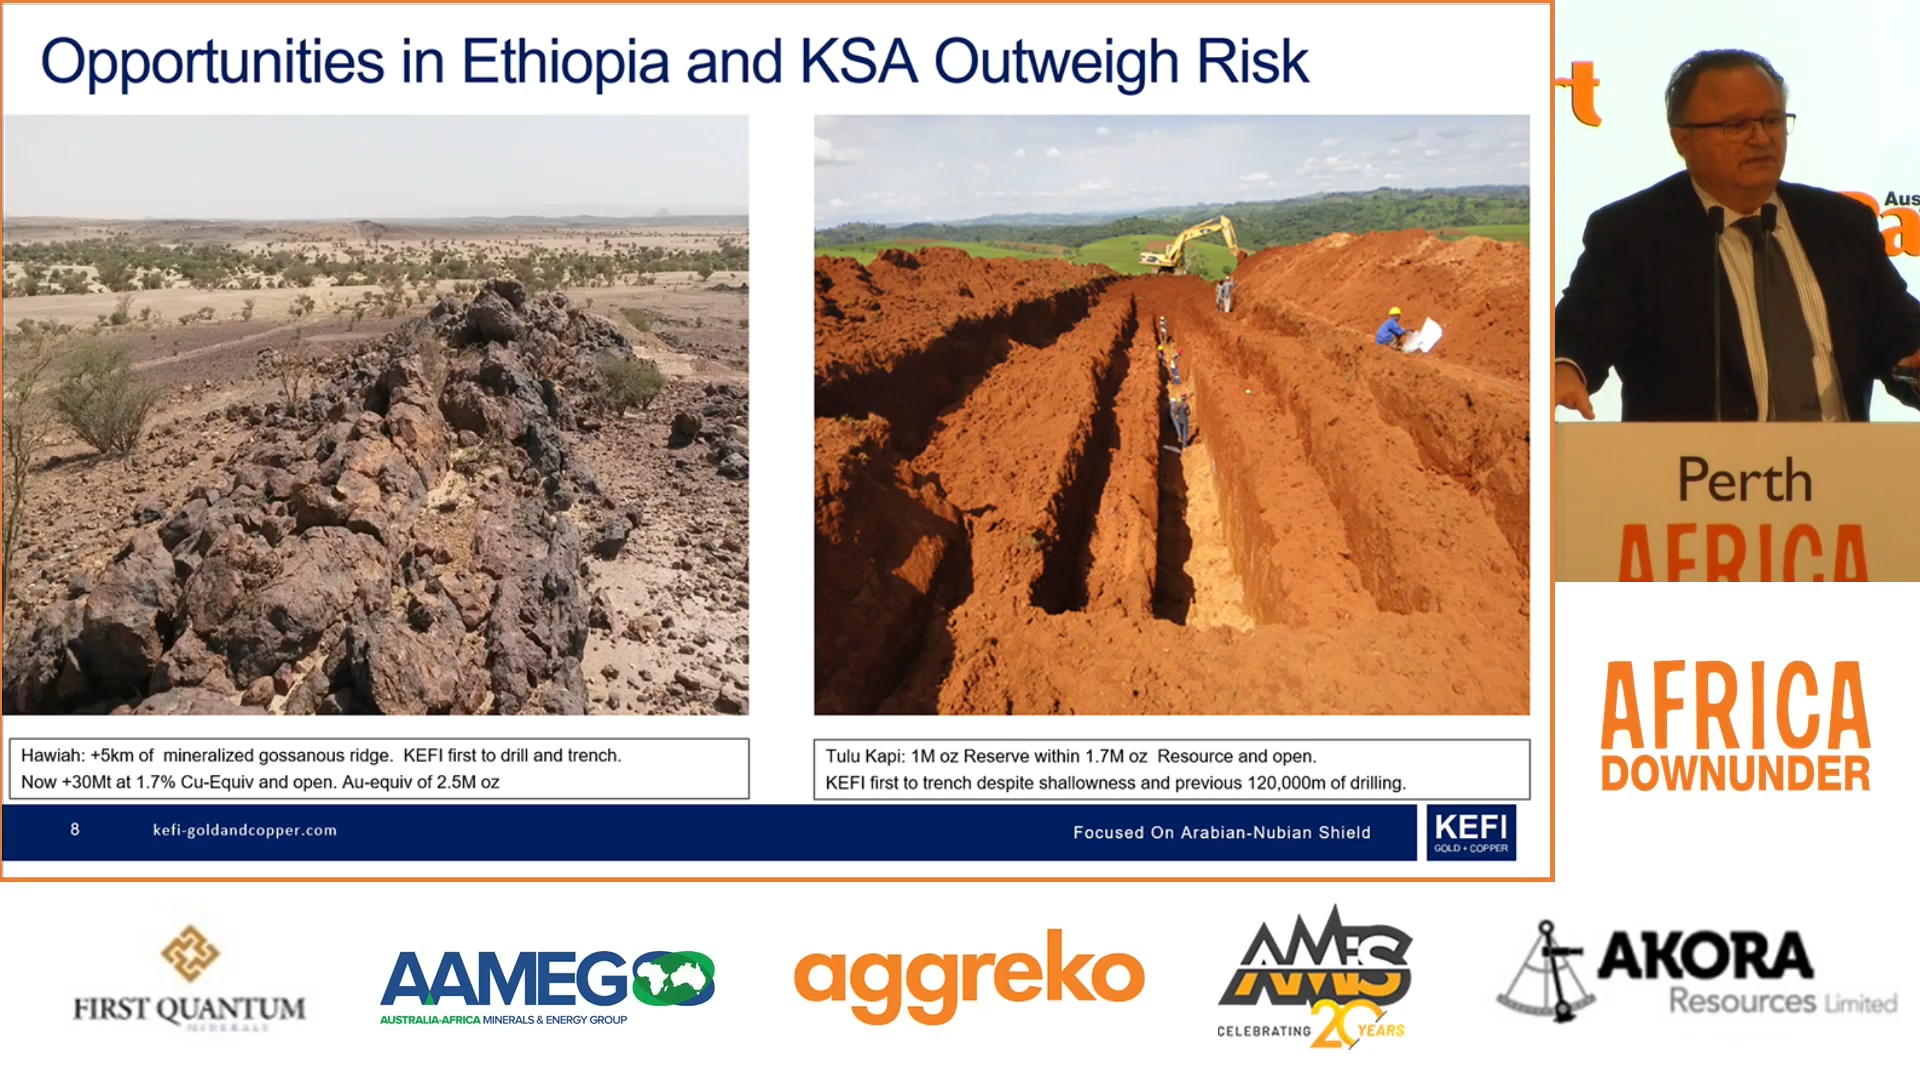 Opportunities in Ethiopia and KSA Outweigh Risk
Hawiah: +5km of mineralized gossanous ridge. KEFI first to drill and trench.
Now +30Mt at 1.7% Cu-Equiv and open. Au-equiv of 2.5M oz
Tulu Kapi: 1M oz Reserve within 1.7M oz Resource and open.
KEFI first to trench despite shallowness and previous 120,000m of drilling.
8
kefi-goldandcopper.com
Focused On Arabian-Nubian Shield
KEFI
GOLD + COPPER
Aus
Perth
AFRICA
AFRICA
DOWNUNDER
FIRST QUANTUM
MINERALS
AAMEG
AUSTRALIA-AFRICA MINERALS & ENERGY GROUP
aggreko
AMIS
CELEBRATING 20 YEARS
AKORA
Resources Limited